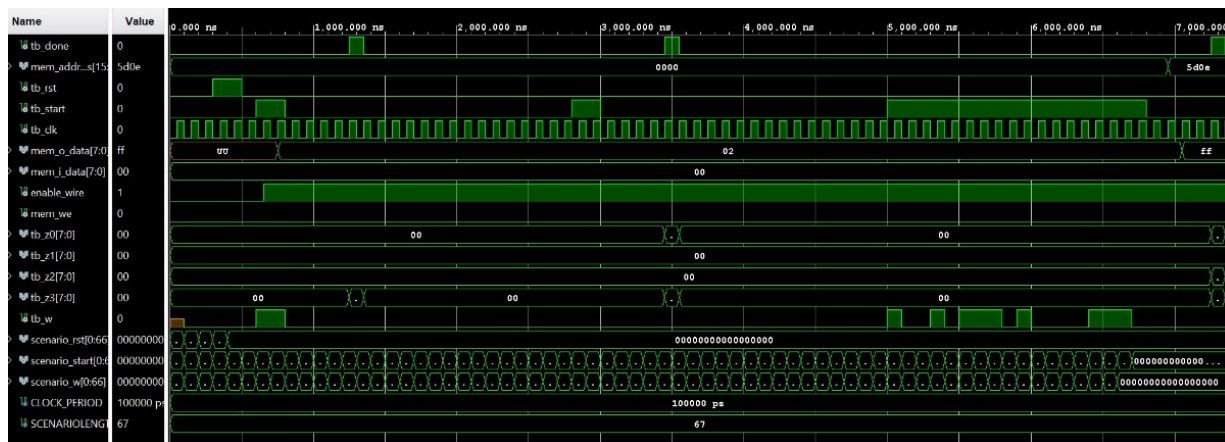 Name Value 0.000 ns 1,000.000 ns 2,000.000 ns 3,000.000 ns 4,000.000 ns 5,000.000 ns 6,000.000 ns 7,000.000
tb_done 0
mem_addr...s[15: 5d0e 0000 5d0e
tb_rst 0
tb_start 0
tb_clk 0
mem_o_data[7:0] ff UU 02 ff
mem_i_data[7:0] 00 00
enable_wire 1
mem_we 0
tb_z0[7:0] 00 00 . 00 .
tb_z1[7:0] 00 00
tb_z2[7:0] 00 00 .
tb_z3[7:0] 00 00 . 00 . 00 .
tb_w 0
scenario_rst[0:66 00000000 . . . . 00000000000000000
scenario_start[0:6 00000000 000000000000...
scenario_w[0:66] 00000000 00000000000000000
CLOCK_PERIOD 100000 ps 100000 ps
SCENARIOLENGT 67 67